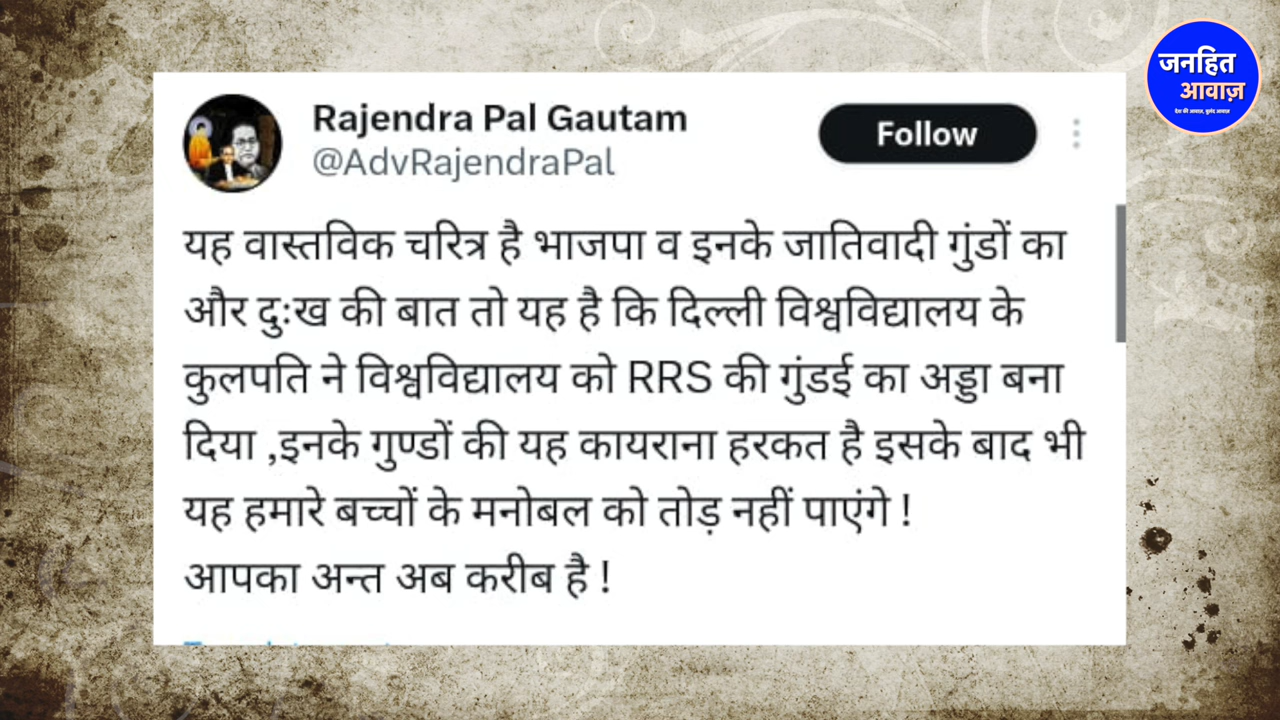 जनहित
आवाज़
देश की आवाज़, बुलंद आवाज़
Rajendra Pal Gautam
@AdvRajendraPal
Follow
यह वास्तविक चरित्र है भाजपा व इनके जातिवादी गुंडों का
और दुःख की बात तो यह है कि दिल्ली विश्वविद्यालय के
कुलपति ने विश्वविद्यालय को RRS की गुंडई का अड्डा बना
दिया ,इनके गुण्डों की यह कायराना हरकत है इसके बाद भी
यह हमारे बच्चों के मनोबल को तोड़ नहीं पाएंगे !
आपका अन्त अब करीब है !